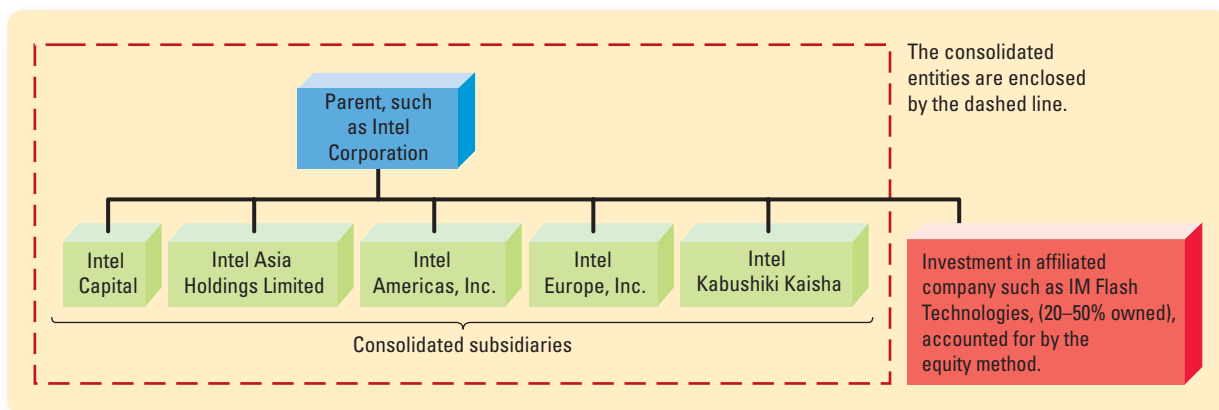 The consolidated
entities are enclosed
by the dashed line.
Parent, such
as Intel
Corporation
Intel
Capital
Intel Asia
Holdings Limited
Intel
Americas, Inc.
Intel
Europe, Inc.
Intel
Kabushiki Kaisha
Investment in affiliated
company such as IM Flash
Technologies, (20–50% owned),
accounted for by the
equity method.
Consolidated subsidiaries